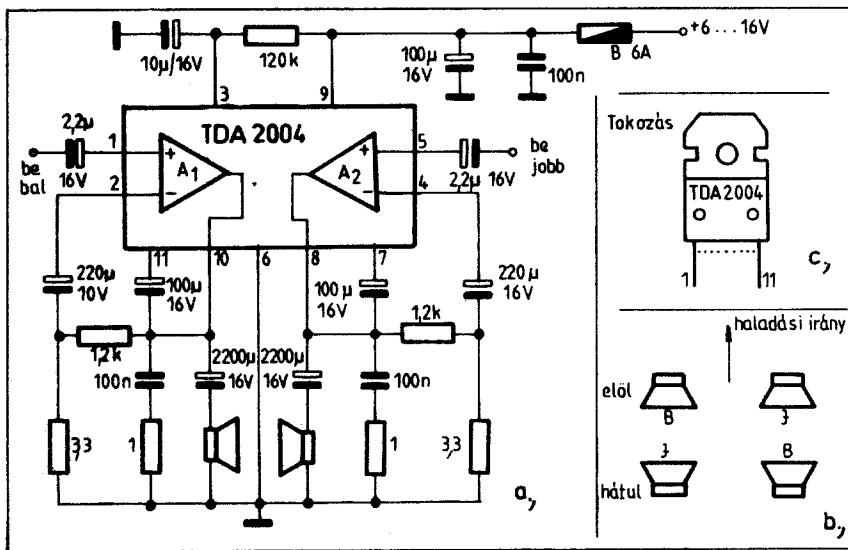 10µ/16V
120k
100µ
16V
100n
B 6A
+6 ... 16V
3
9
TDA 2004
2,2µ
16V
be
bal
1
2
+
−
A1
A2
+
−
5
4
2,2µ 16V
be
jobb
11
10
6
8
7
220µ
10V
100µ
16V
100µ
16V
220µ
16V
1,2k
1,2k
100n
2200µ
16V
2200µ
16V
100n
3,3
1
1
3,3
a,
Tokozás
TDA 2004
1
11
c,
haladási irány
elöl
B
J
J
B
hátul
b,